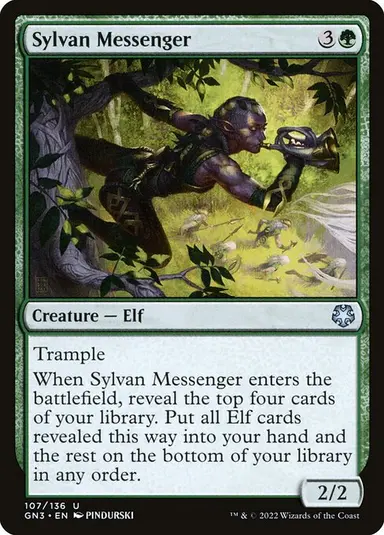 Sylvan Messenger 3
Creature — Elf
Trample
When Sylvan Messenger enters the
battlefield, reveal the top four cards
of your library. Put all Elf cards
revealed this way into your hand and
the rest on the bottom of your library
in any order.
2/2
107/136 U
GN3 • EN PINDURSKI
™ & © 2022 Wizards of the Coast